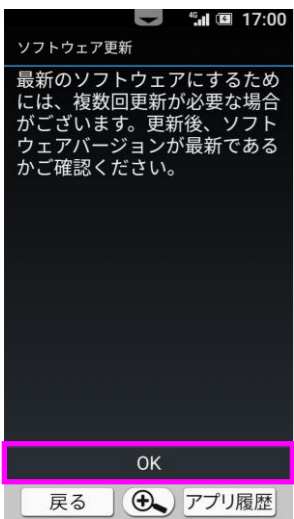 4G 17:00
ソフトウェア更新
最新のソフトウェアにするため
には、複数回更新が必要な場合
がございます。更新後、ソフト
ウェアバージョンが最新である
かご確認ください。
OK
戻る アプリ履歴